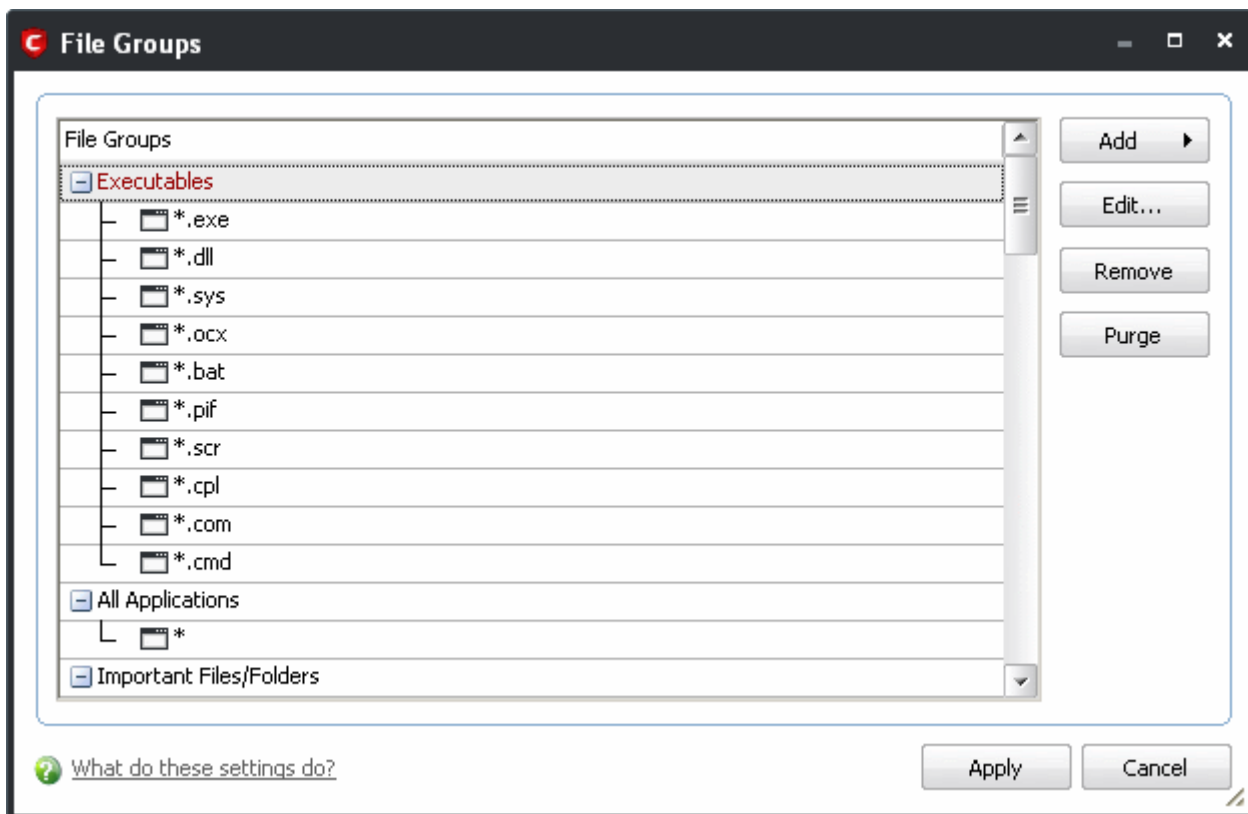 File Groups
File Groups
Executables
*.exe
*.dll
*.sys
*.ocx
*.bat
*.pif
*.scr
*.cpl
*.com
*.cmd
All Applications
*
Important Files/Folders
Add
Edit...
Remove
Purge
What do these settings do?
Apply
Cancel